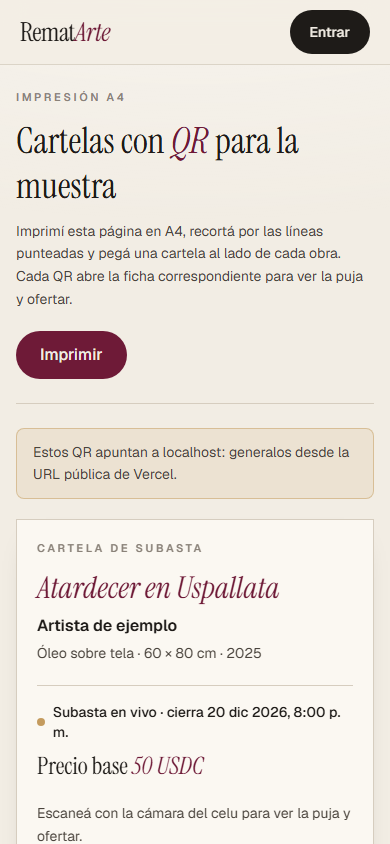 RematArte
Entrar
IMPRESIÓN A4
Cartelas con QR para la
muestra
Imprimí esta página en A4, recortá por las líneas
punteadas y pegá una cartela al lado de cada obra.
Cada QR abre la ficha correspondiente para ver la puja
y ofertar.
Imprimir
Estos QR apuntan a localhost: generalos desde la
URL pública de Vercel.
CARTELA DE SUBASTA
Atardecer en Uspallata
Artista de ejemplo
Óleo sobre tela · 60 × 80 cm · 2025
Subasta en vivo · cierra 20 dic 2026, 8:00 p.
m.
Precio base 50 USDC
Escaneá con la cámara del celu para ver la puja y
ofertar.